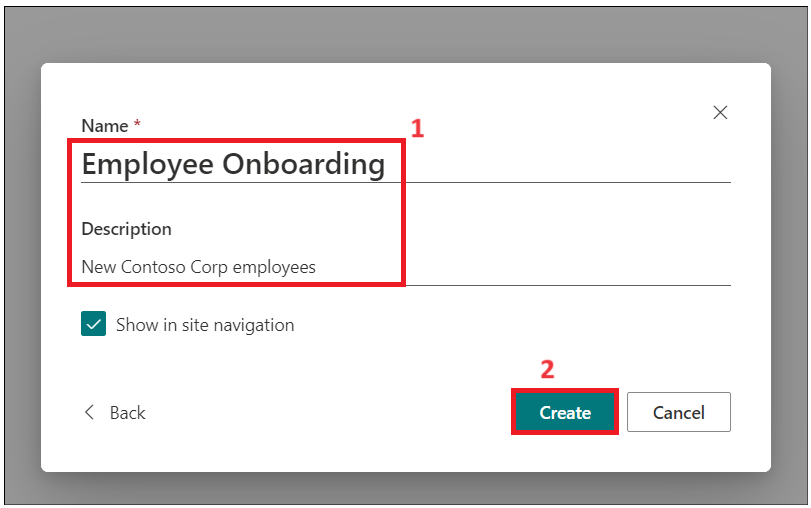 Name *
1
Employee Onboarding
Description
New Contoso Corp employees
Show in site navigation
2
Back
Create
Cancel